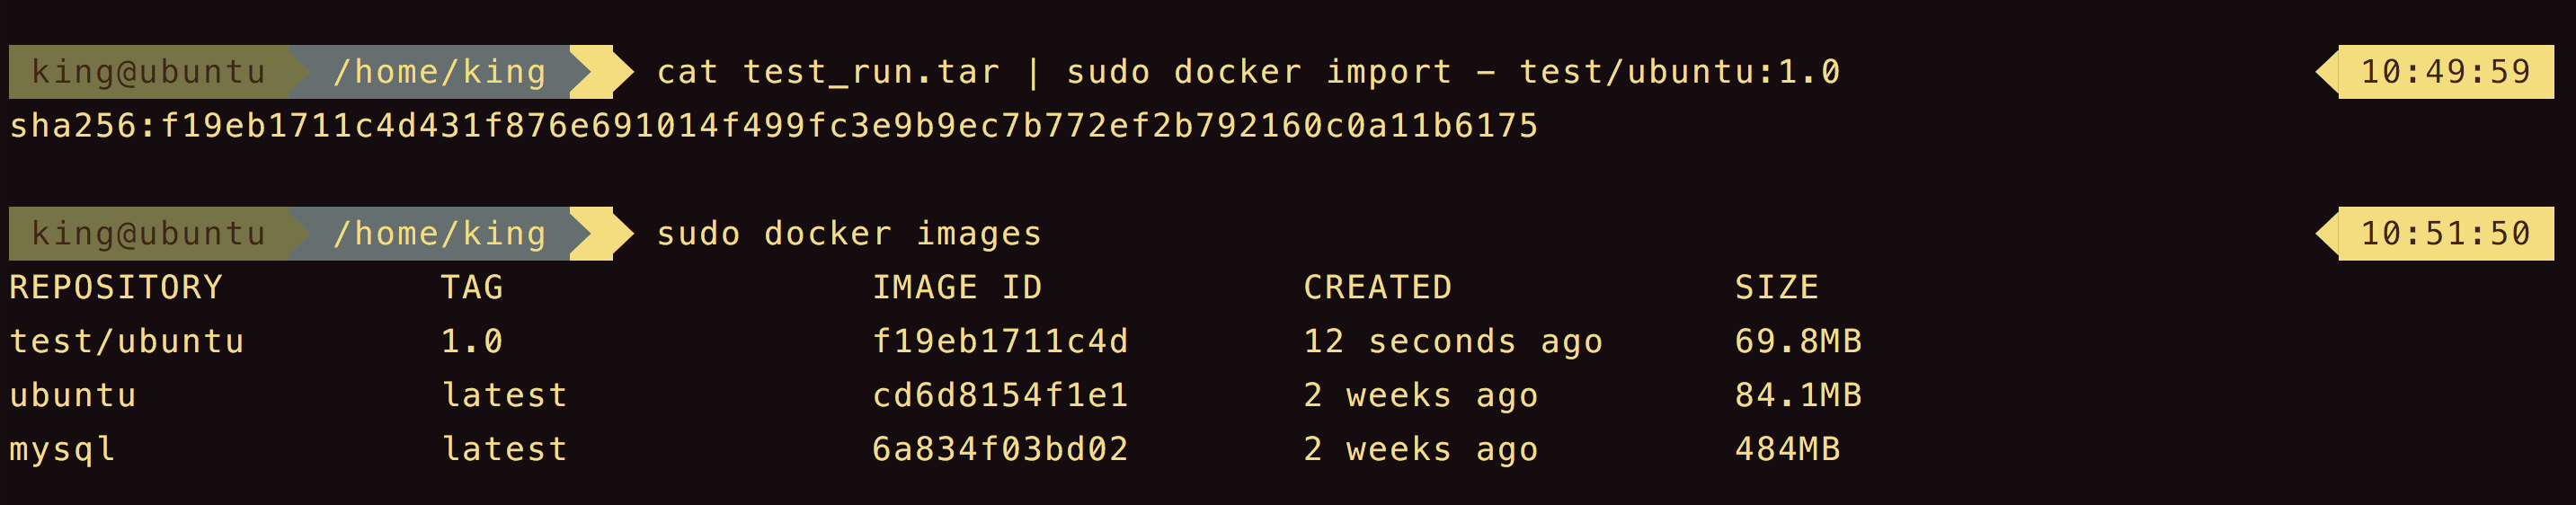 king@ubuntu /home/king cat test_run.tar | sudo docker import - test/ubuntu:1.0 10:49:59
sha256:f19eb1711c4d431f876e691014f499fc3e9b9ec7b772ef2b792160c0a11b6175
king@ubuntu /home/king sudo docker images 10:51:50
REPOSITORY TAG IMAGE ID CREATED SIZE
test/ubuntu 1.0 f19eb1711c4d 12 seconds ago 69.8MB
ubuntu latest cd6d8154f1e1 2 weeks ago 84.1MB
mysql latest 6a834f03bd02 2 weeks ago 484MB